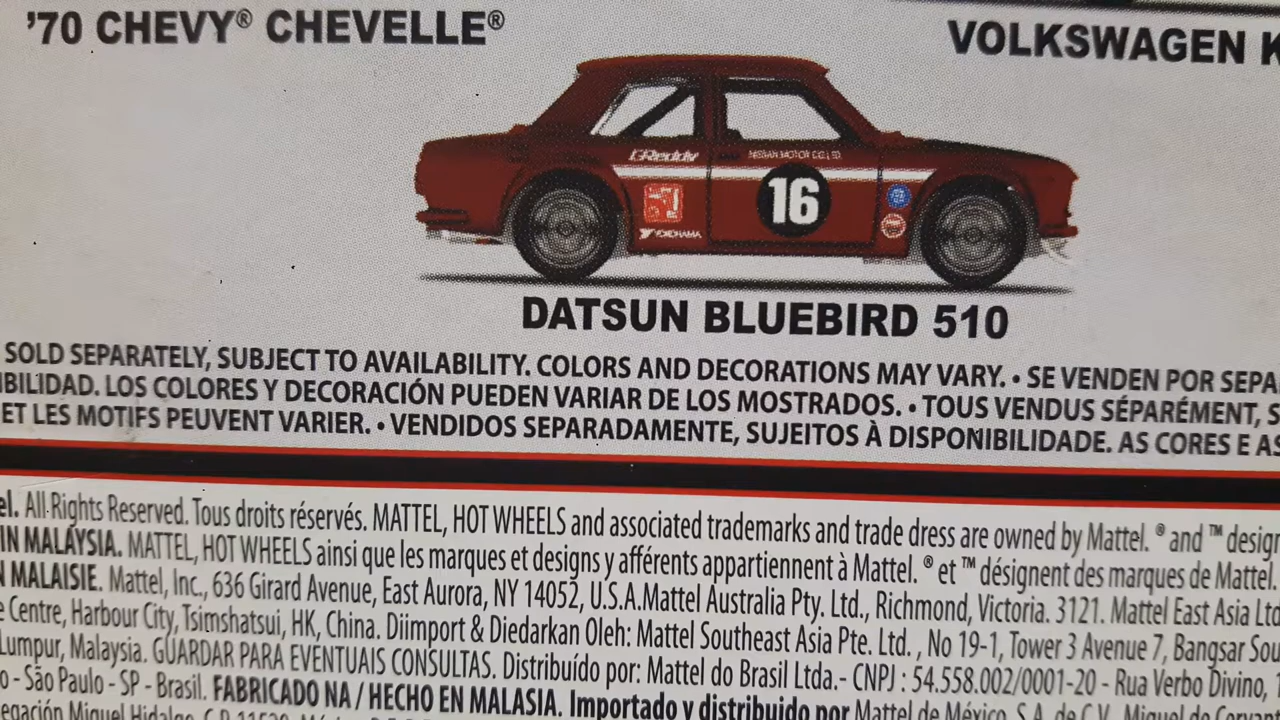 '70 CHEVY® CHEVELLE®
VOLKSWAGEN K
GReddy
NISSAN MOTOR CO., LTD.
16
YOKOHAMA
DATSUN BLUEBIRD 510
SOLD SEPARATELY, SUBJECT TO AVAILABILITY. COLORS AND DECORATIONS MAY VARY. • SE VENDEN POR SEPA
IBILIDAD. LOS COLORES Y DECORACIÓN PUEDEN VARIAR DE LOS MOSTRADOS. • TOUS VENDUS SÉPARÉMENT, S
ET LES MOTIFS PEUVENT VARIER. • VENDIDOS SEPARADAMENTE, SUJEITOS À DISPONIBILIDADE. AS CORES E AS
el. All Rights Reserved. Tous droits réservés. MATTEL, HOT WHEELS and associated trademarks and trade dress are owned by Mattel. ® and ™ design
IN MALAYSIA. MATTEL, HOT WHEELS ainsi que les marques et designs y afférents appartiennent à Mattel. ® et ™ désignent des marques de Mattel.
N MALAISIE. Mattel, Inc., 636 Girard Avenue, East Aurora, NY 14052, U.S.A.Mattel Australia Pty. Ltd., Richmond, Victoria. 3121. Mattel East Asia Ltd
e Centre, Harbour City, Tsimshatsui, HK, China. Diimport & Diedarkan Oleh: Mattel Southeast Asia Pte. Ltd. , No 19-1, Tower 3 Avenue 7, Bangsar Sou
Lumpur, Malaysia. GUARDAR PARA EVENTUAIS CONSULTAS. Distribuído por: Mattel do Brasil Ltda.- CNPJ : 54.558.002/0001-20 - Rua Verbo Divino, 1
o - São Paulo - SP - Brasil. FABRICADO NA / HECHO EN MALASIA. Importado y distribuido por Mattel de México, S.A. de C.V., Miguel de Cervant
egación Miguel Hidalgo, C.P. 11520, México